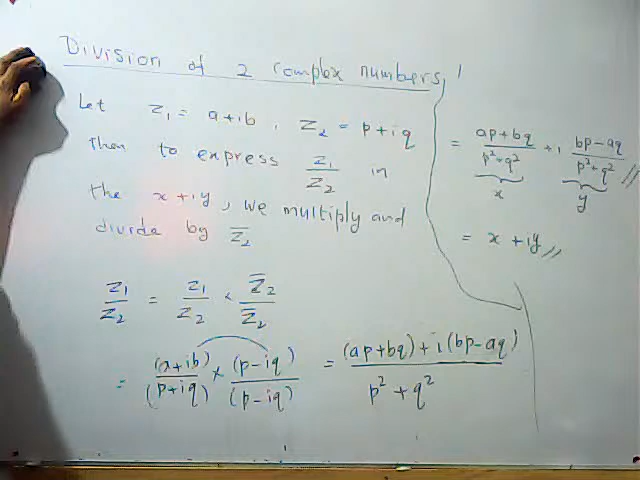 Division of 2 complex numbers,
Let z₁ = a+ib , z₂ = p+iq
Then to express z₁/z₂ in
the x+iy, we multiply and
divide by z̅₂
z₁/z₂ = z₁/z₂ × z̅₂/z̅₂
= (a+ib)/(p+iq) × (p-iq)/(p-iq) = ((ap+bq)+i(bp-aq))/(p²+q²)
= (ap+bq)/(p²+q²) + i (bp-aq)/(p²+q²) //
x y
= x + iy //